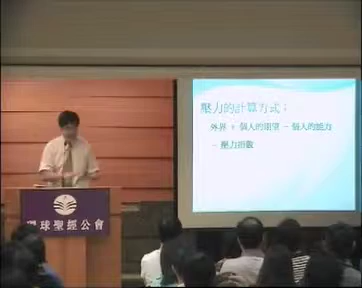 壓力的計算方式：
外界 + 個人的期望 - 個人的能力
= 壓力指數
環球聖經公會